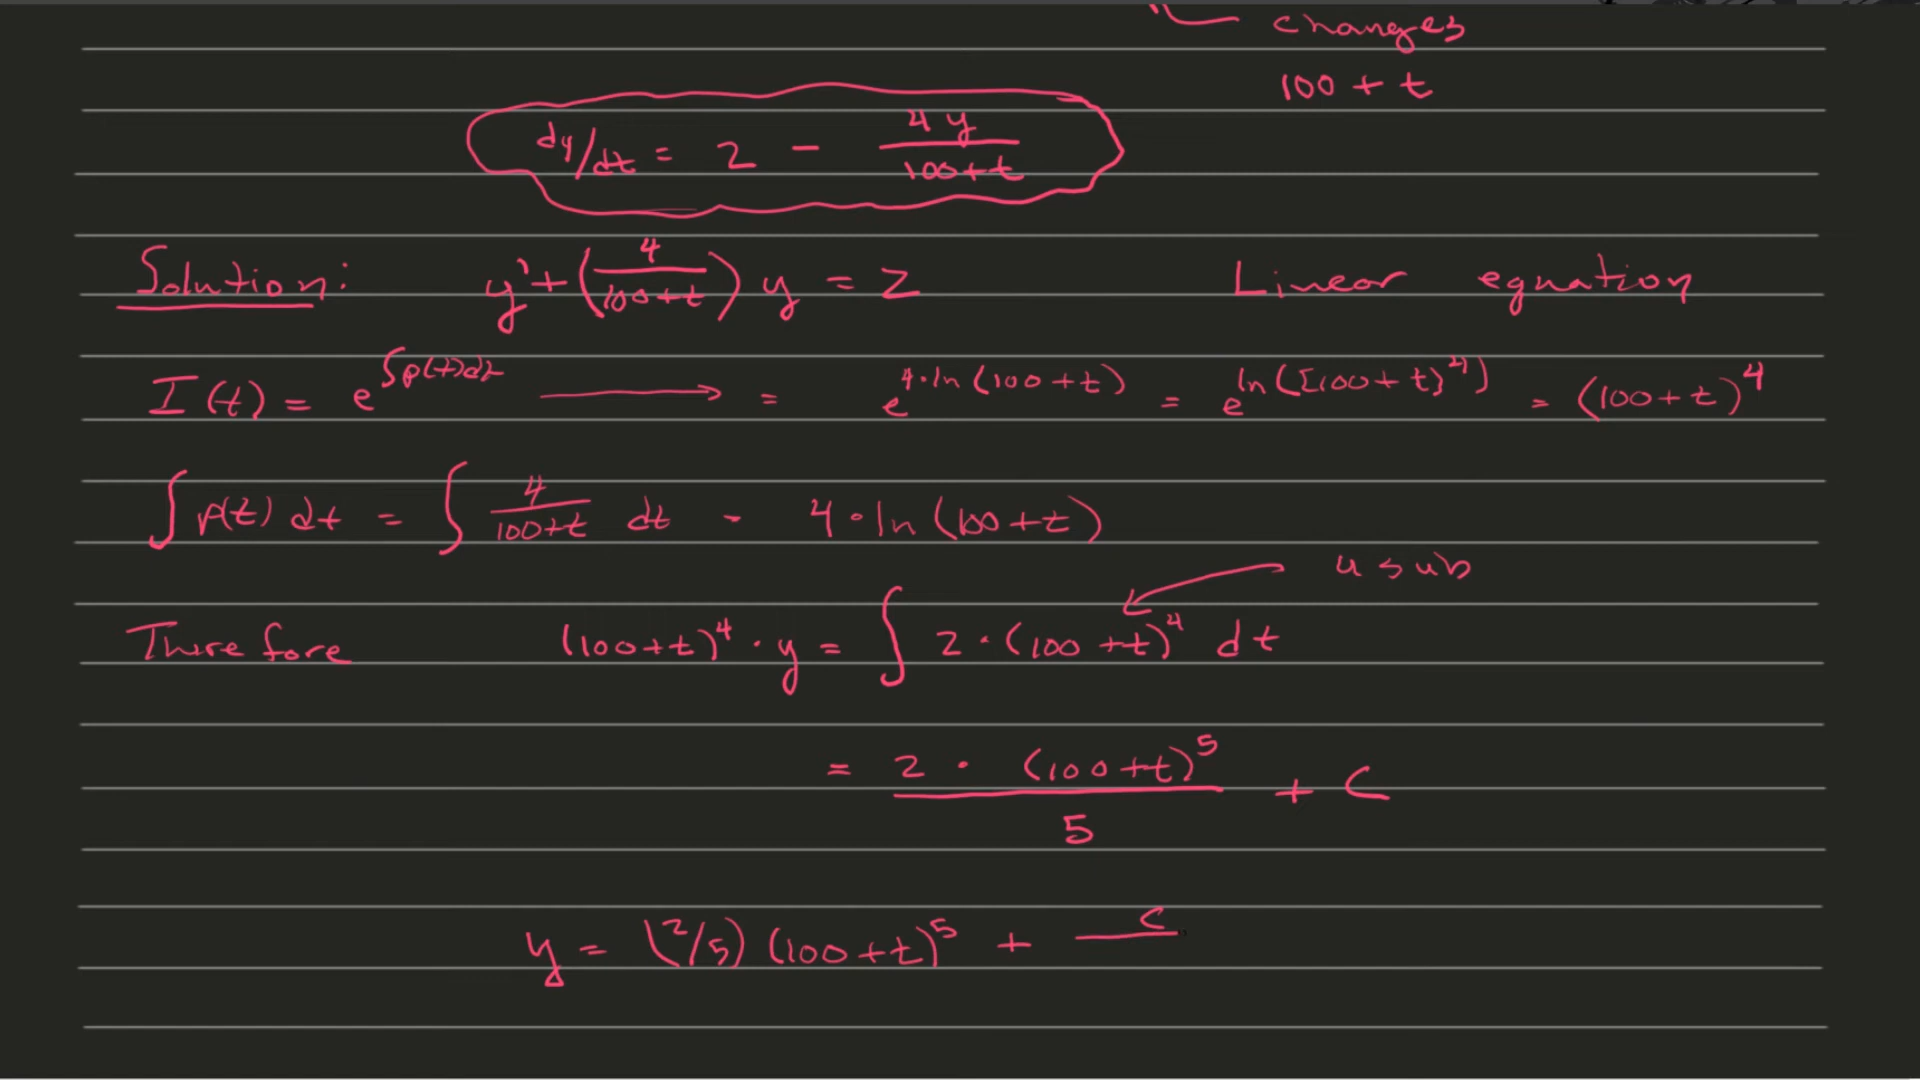 changes
100 + t
dy/dt = 2 - 4y/(100+t)
Solution: y' + (4/(100+t)) y = 2 Linear equation
I(t) = e^{∫p(t)dt} ⟶ = e^{4·ln(100+t)} = e^{ln([100+t]^4)} = (100+t)^4
∫ p(t) dt = ∫ 4/(100+t) dt - 4·ln(100+t)
u sub
Therefore (100+t)^4 · y = ∫ 2·(100+t)^4 dt
= 2·(100+t)^5/5 + C
y = (2/5)(100+t)^5 + C/